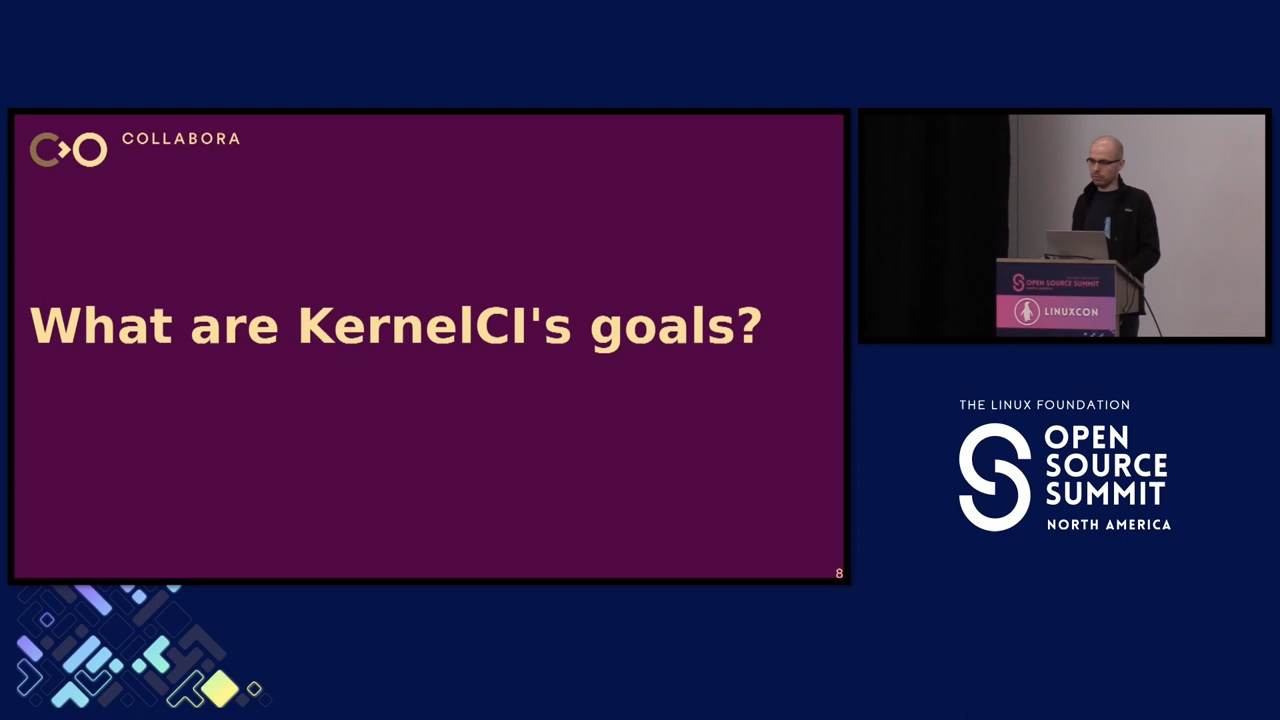 COLLABORA
What are KernelCI's goals?
8
OPEN SOURCE SUMMIT
LINUXCON
THE LINUX FOUNDATION
OPEN
SOURCE
SUMMIT
NORTH AMERICA